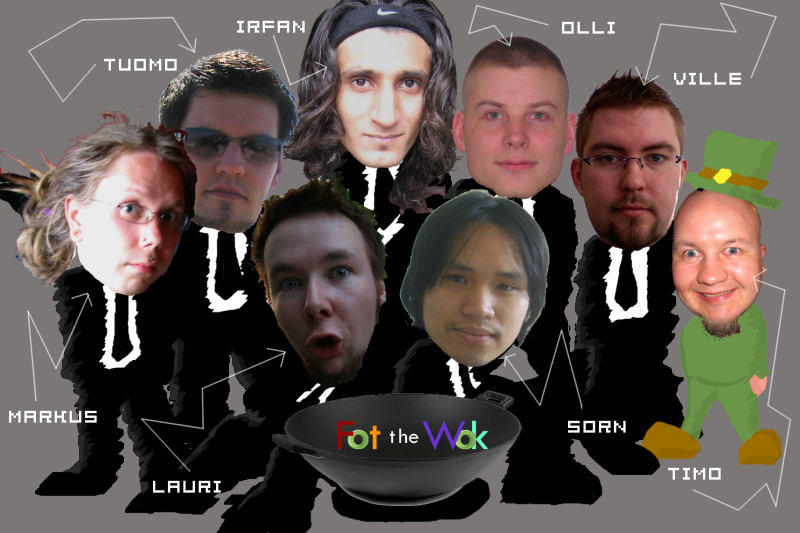 IRFAN
OLLI
TUOMO
VILLE
MARKUS
Fot the Wok
SORN
TIMO
LAURI